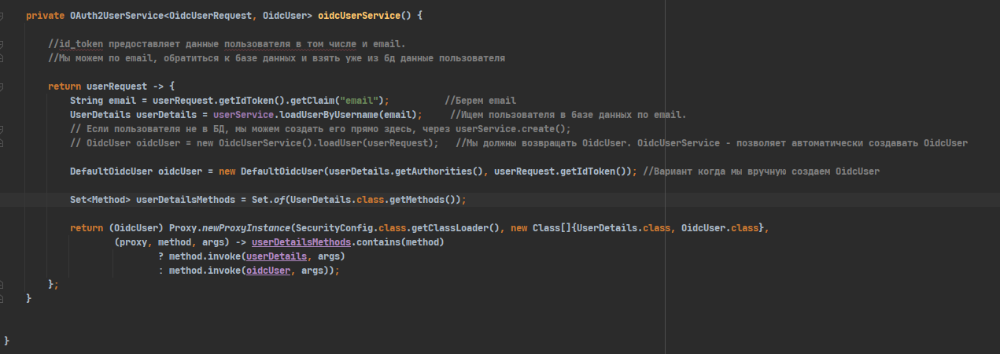 private OAuth2UserService<OidcUserRequest, OidcUser> oidcUserService() {
//id_token предоставляет данные пользователя в том числе и email.
//Мы можем по email, обратиться к базе данных и взять уже из бд данные пользователя
return userRequest -> {
String email = userRequest.getIdToken().getClaim("email"); //Берем email
UserDetails userDetails = userService.loadUserByUsername(email); //Ищем пользователя в базе данных по email.
// Если пользователя не в БД, мы можем создать его прямо здесь, через userService.create();
// OidcUser oidcUser = new OidcUserService().loadUser(userRequest); //Мы должны возвращать OidcUser. OidcUserService - позволяет автоматически создавать OidcUser
DefaultOidcUser oidcUser = new DefaultOidcUser(userDetails.getAuthorities(), userRequest.getIdToken()); //Вариант когда мы вручную создаем OidcUser
Set<Method> userDetailsMethods = Set.of(UserDetails.class.getMethods());
return (OidcUser) Proxy.newProxyInstance(SecurityConfig.class.getClassLoader(), new Class[]{UserDetails.class, OidcUser.class},
(proxy, method, args) -> userDetailsMethods.contains(method)
? method.invoke(userDetails, args)
: method.invoke(oidcUser, args));
};
}
}